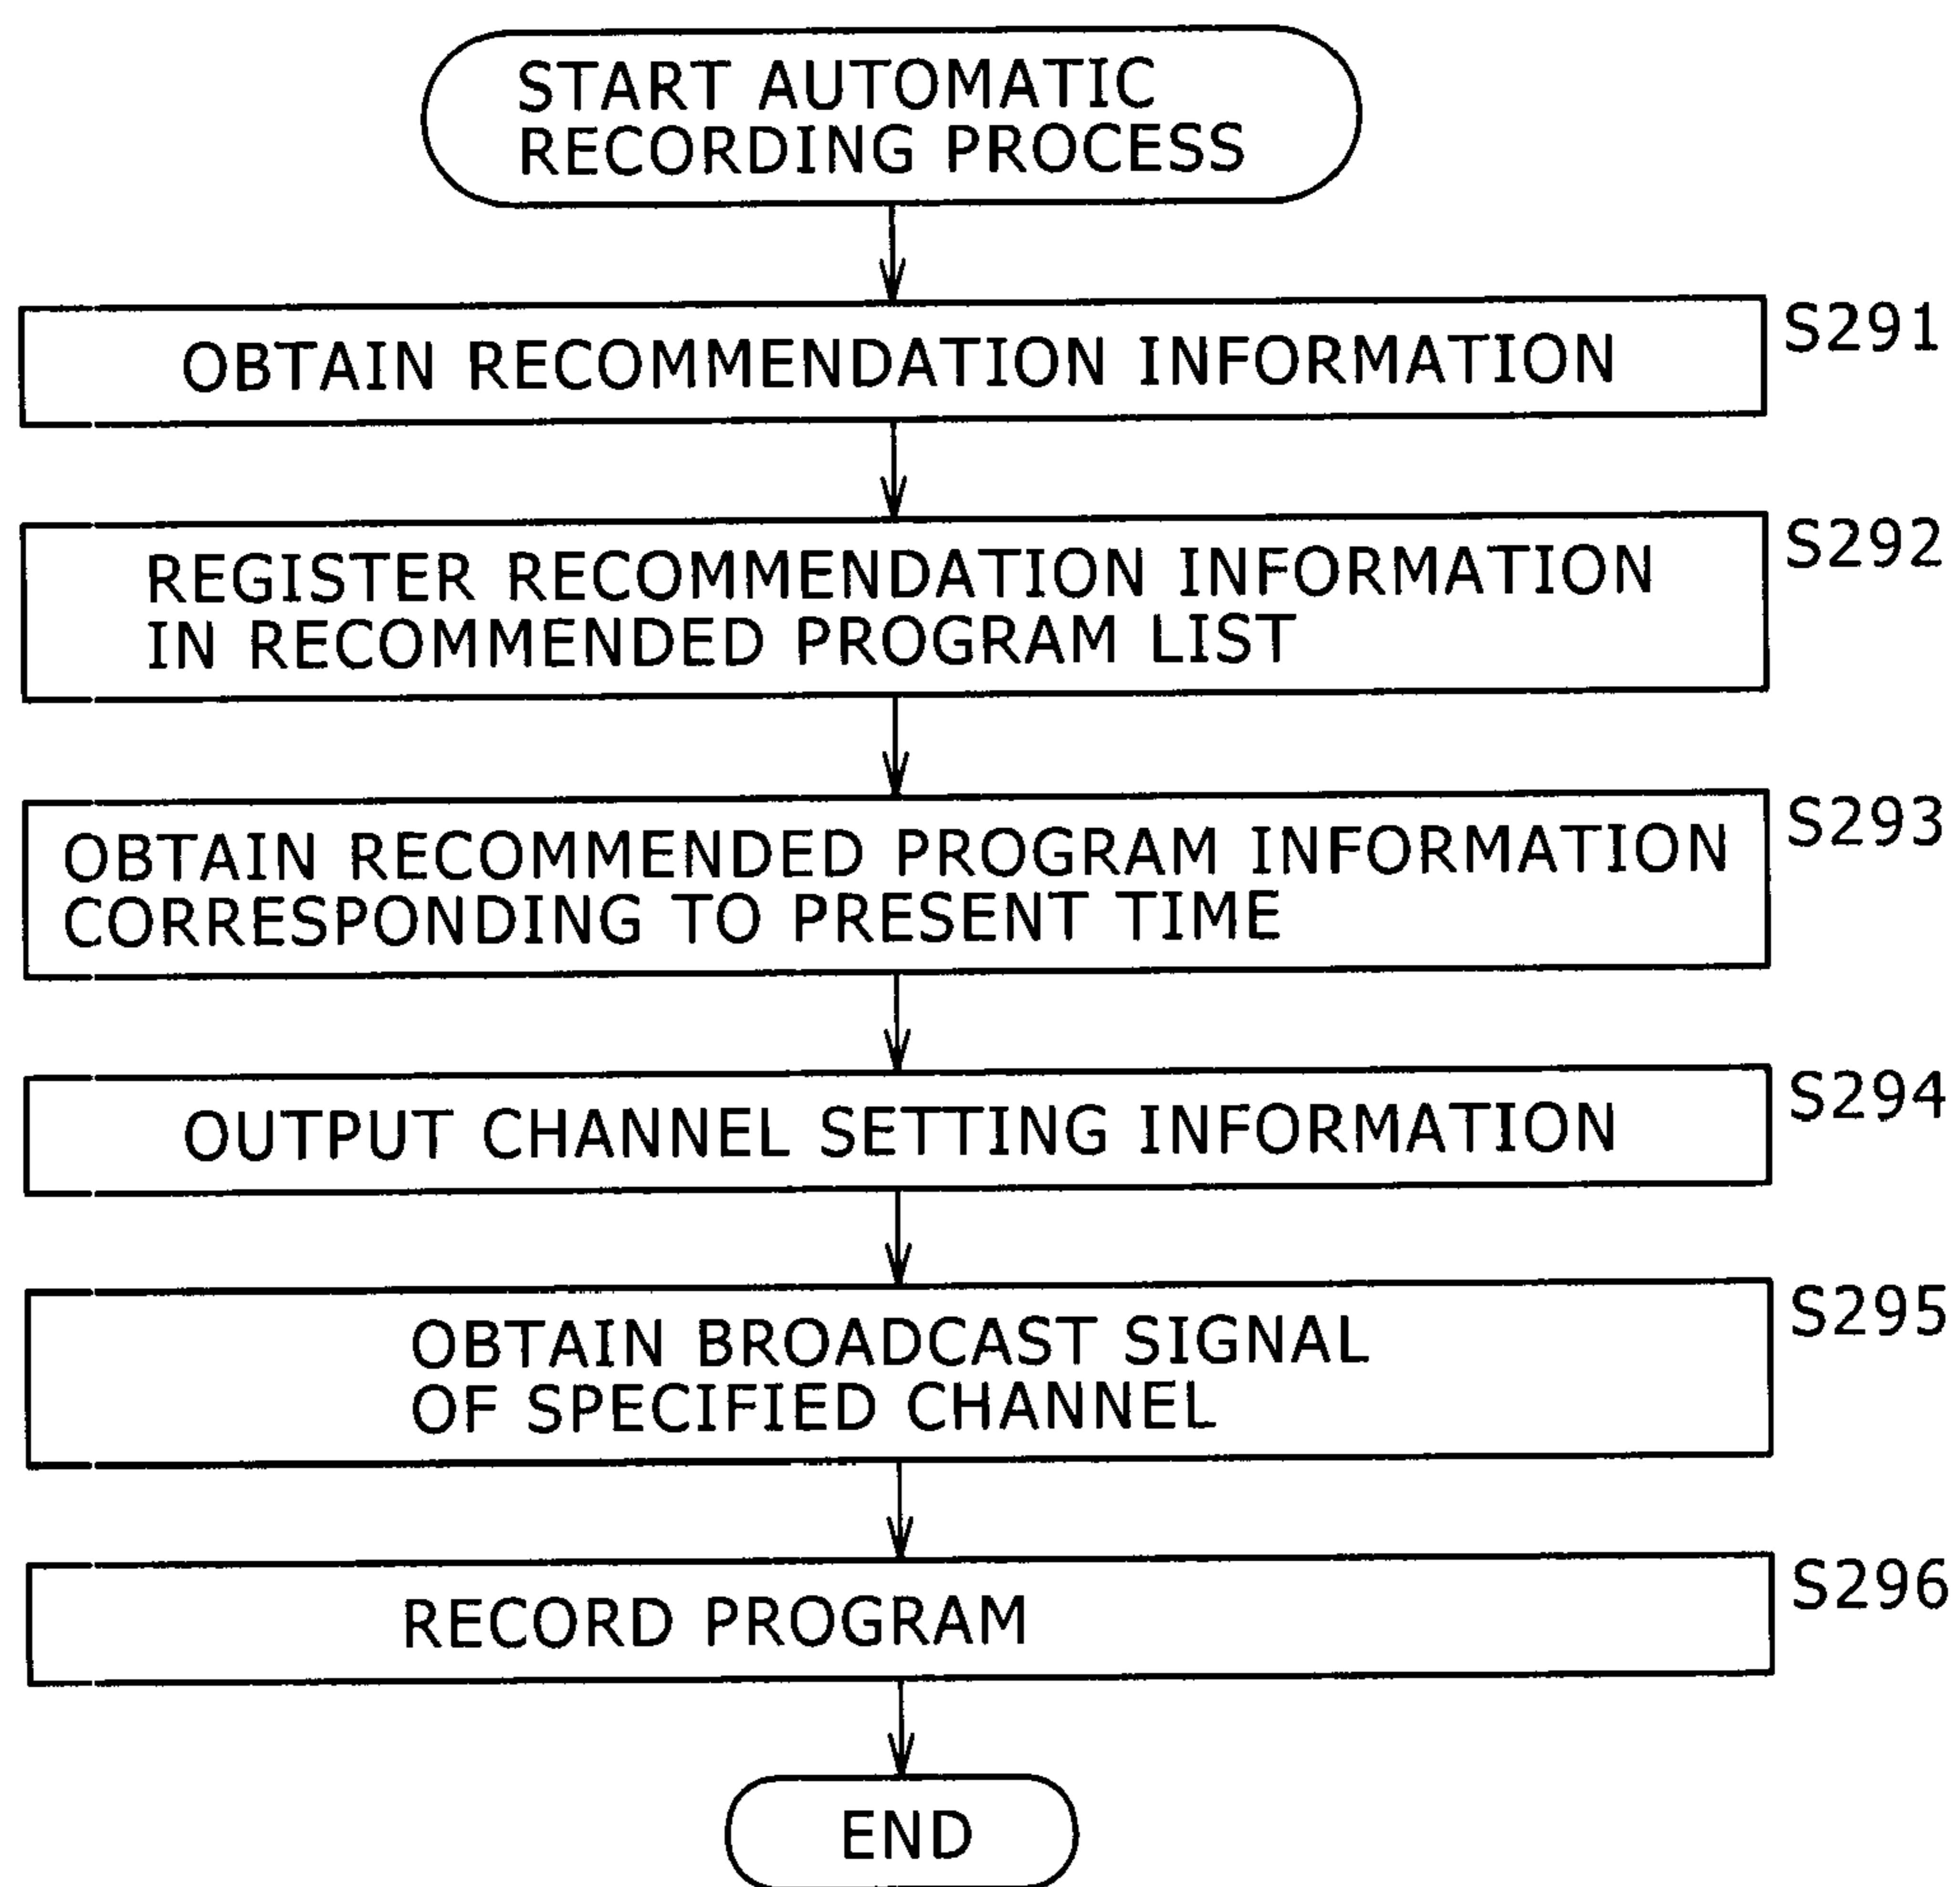 START AUTOMATIC
RECORDING PROCESS
OBTAIN RECOMMENDATION INFORMATION
S291
REGISTER RECOMMENDATION INFORMATION
IN RECOMMENDED PROGRAM LIST
S292
OBTAIN RECOMMENDED PROGRAM INFORMATION
CORRESPONDING TO PRESENT TIME
S293
OUTPUT CHANNEL SETTING INFORMATION
S294
OBTAIN BROADCAST SIGNAL
OF SPECIFIED CHANNEL
S295
RECORD PROGRAM
S296
END